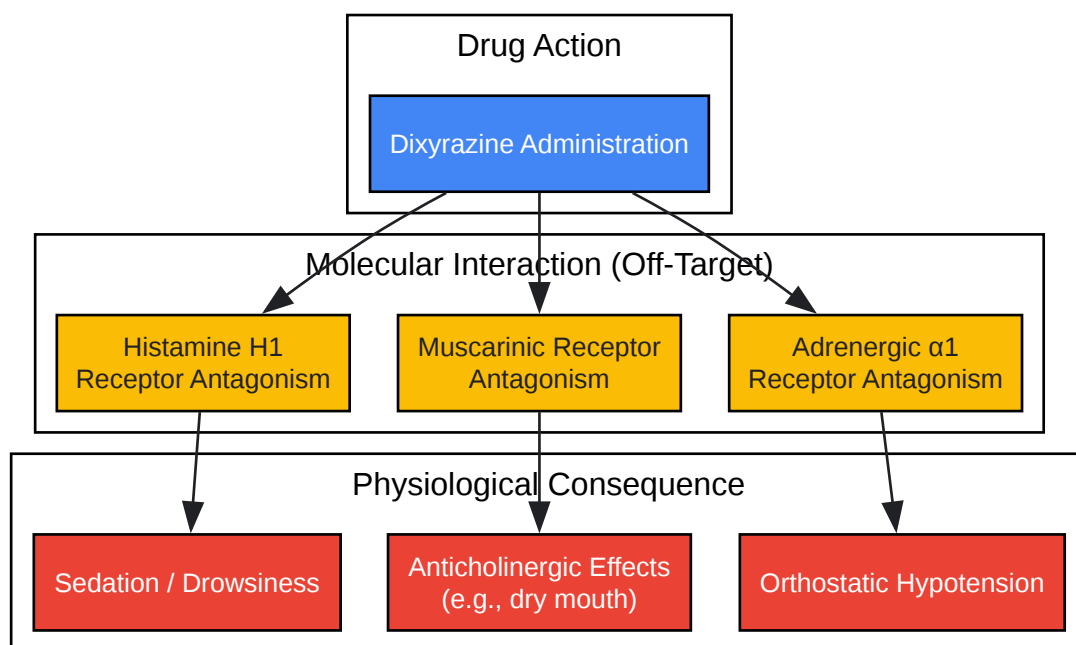 Drug Action
Dixyrazine Administration
Molecular Interaction (Off-Target)
Histamine H1
Receptor Antagonism
Muscarinic Receptor
Antagonism
Adrenergic α1
Receptor Antagonism
Physiological Consequence
Sedation / Drowsiness
Anticholinergic Effects
(e.g., dry mouth)
Orthostatic Hypotension